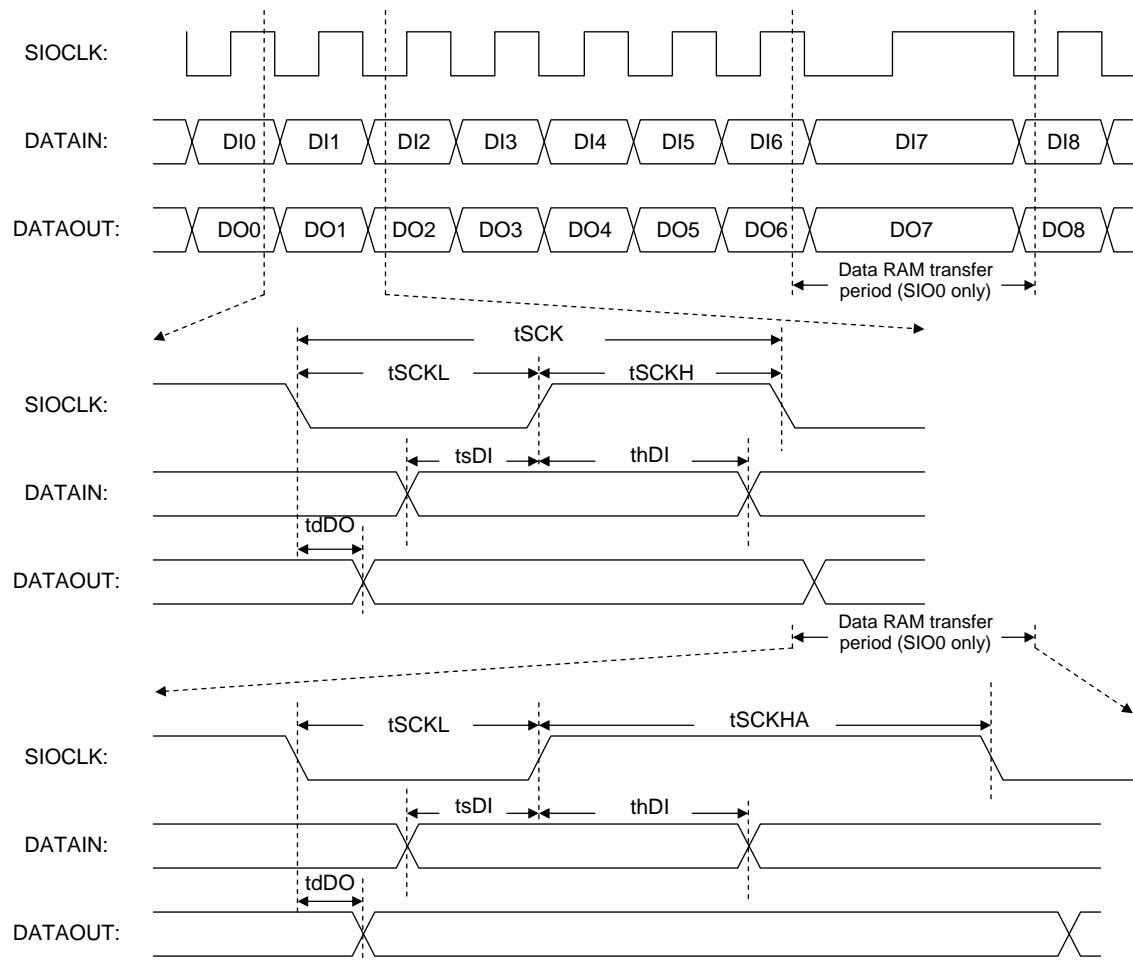 SIOCLK:
DATAIN: DI0 DI1 DI2 DI3 DI4 DI5 DI6 DI7 DI8
DATAOUT: DO0 DO1 DO2 DO3 DO4 DO5 DO6 DO7 DO8
Data RAM transfer
period (SIO0 only)
tSCK
tSCKL tSCKH
SIOCLK:
tsDI thDI
DATAIN:
tdDO
DATAOUT:
Data RAM transfer
period (SIO0 only)
tSCKL tSCKHA
SIOCLK:
tsDI thDI
DATAIN:
tdDO
DATAOUT: